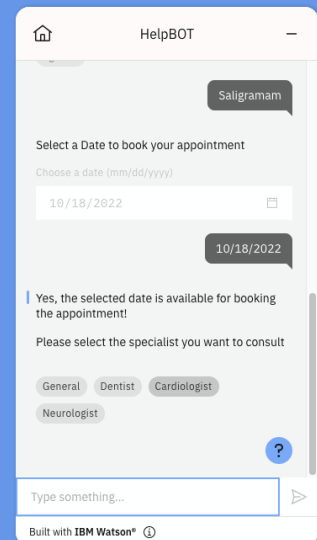 HelpBOT
Saligramam
Select a Date to book your appointment
Choose a date (mm/dd/yyyy)
10/18/2022
10/18/2022
Yes, the selected date is available for booking
the appointment!
Please select the specialist you want to consult
General Dentist Cardiologist
Neurologist
?
Type something...
Built with IBM Watson®